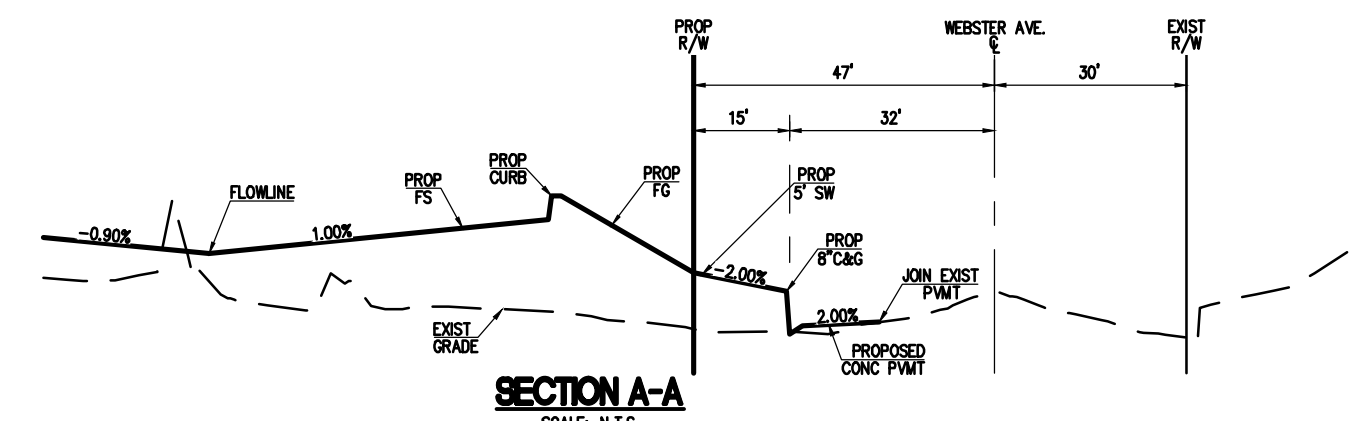 PROP
R/W
WEBSTER AVE.
℄
EXIST
R/W
47'
30'
15'
32'
PROP
CURB
PROP
FS
FLOWLINE
PROP
FG
PROP
5' SW
-0.90%
1.00%
-2.00%
PROP
8"C&G
JOIN EXIST
PVMT
2.00%
EXIST
GRADE
PROPOSED
CONC PVMT
SECTION A-A
SCALE: N.T.S.